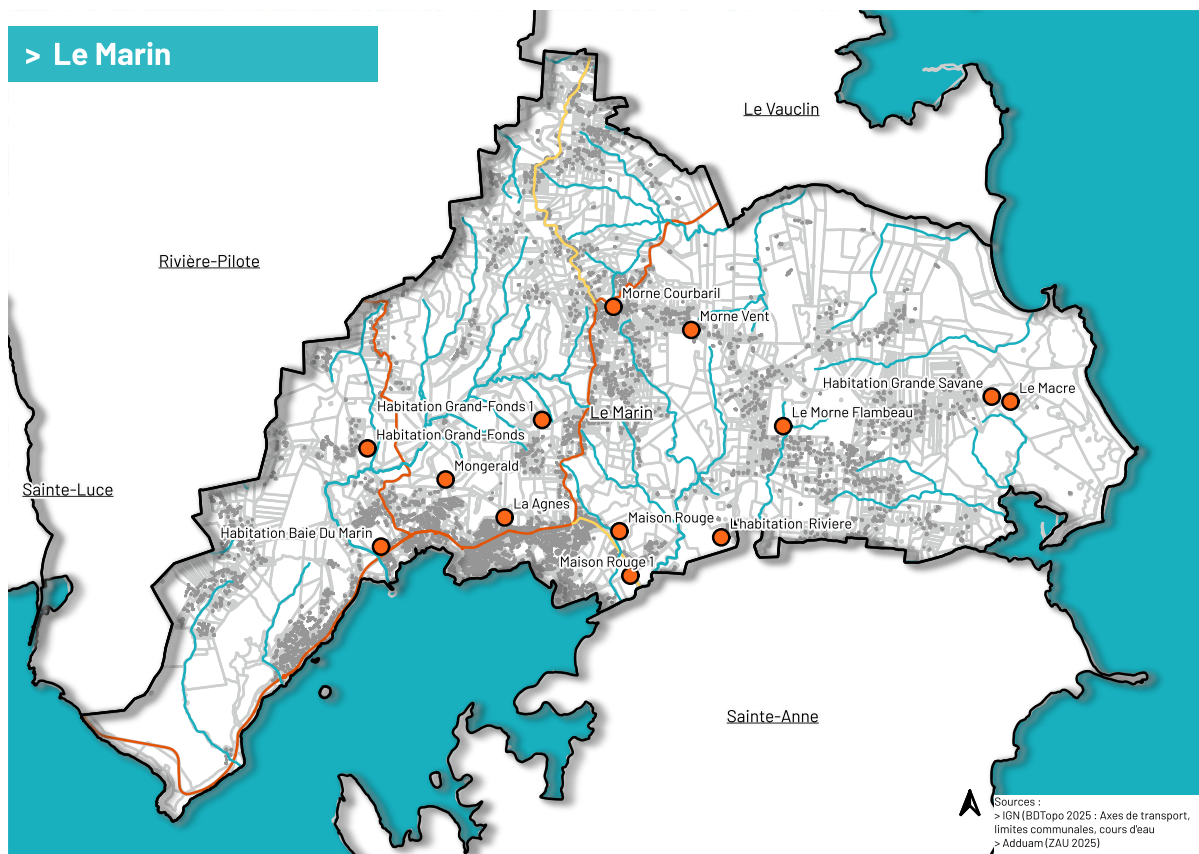 > Le Marin
Le Vauclin
Rivière-Pilote
Morne Courbaril
Morne Vent
Habitation Grande Savane
Le Macre
Habitation Grand-Fonds 1
Le Marin
Le Morne Flambeau
Habitation Grand-Fonds
Mongerald
Sainte-Luce
La Agnes
Maison Rouge
L'habitation Riviere
Habitation Baie Du Marin
Maison Rouge 1
Sainte-Anne
Sources :
> IGN (BDTopo 2025 : Axes de transport,
limites communales, cours d'eau
> Adduam (ZAU 2025)